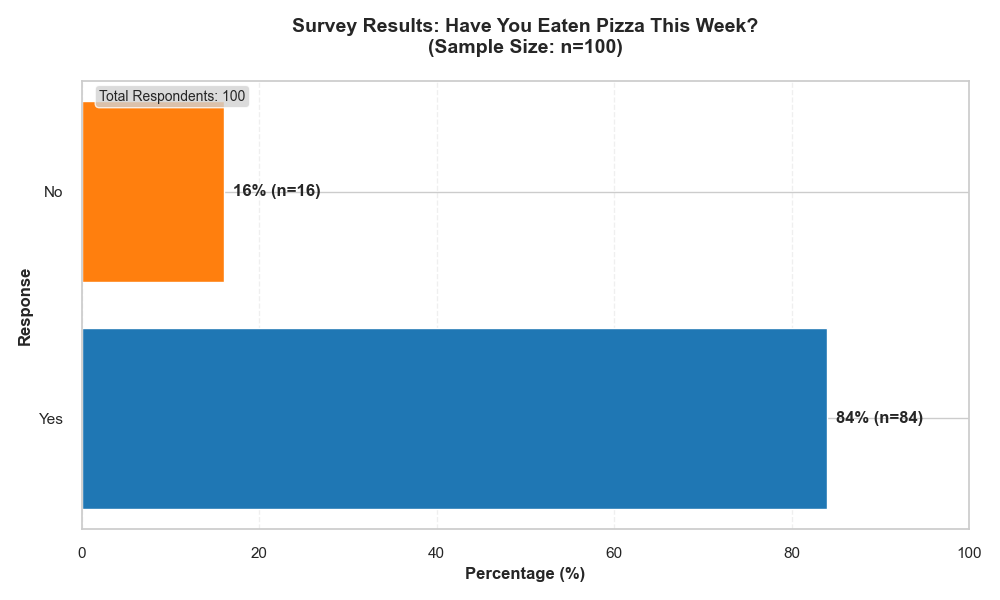 Survey Results: Have You Eaten Pizza This Week?
(Sample Size: n=100)
Total Respondents: 100
No
16% (n=16)
Response
Yes
84% (n=84)
0 20 40 60 80 100
Percentage (%)